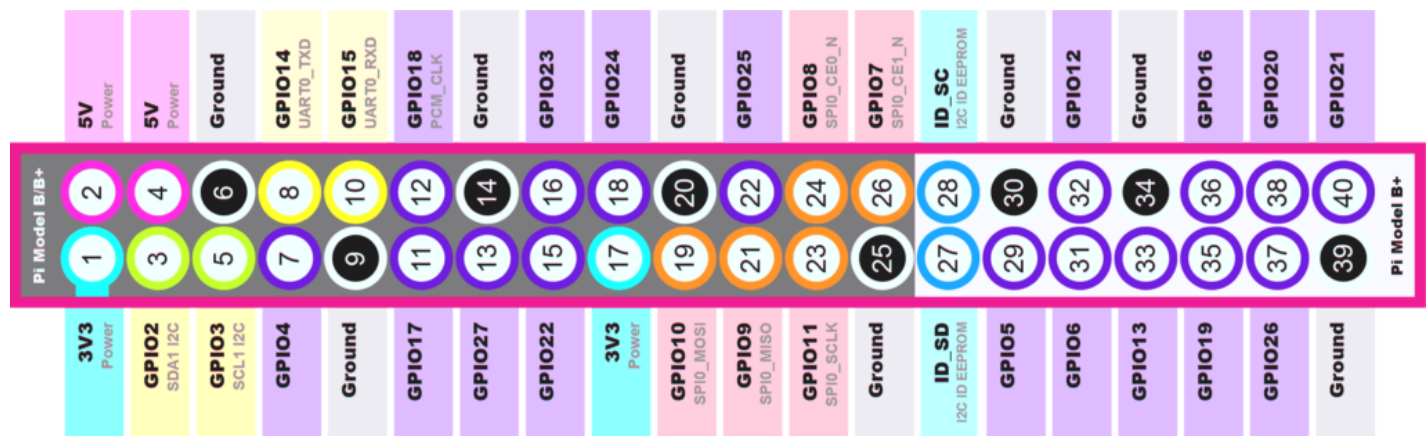 5V
Power
5V
Power
Ground
GPIO14
UART0_TXD
GPIO15
UART0_RXD
GPIO18
PCM_CLK
Ground
GPIO23
GPIO24
Ground
GPIO25
GPIO8
SPI0_CE0_N
GPIO7
SPI0_CE1_N
ID_SC
I2C ID EEPROM
Ground
GPIO12
Ground
GPIO16
GPIO20
GPIO21
Pi Model B/B+
2 4 6 8 10 12 14 16 18 20 22 24 26 28 30 32 34 36 38 40
1 3 5 7 9 11 13 15 17 19 21 23 25 27 29 31 33 35 37 39
Pi Model B+
3V3
Power
GPIO2
SDA1 I2C
GPIO3
SCL1 I2C
GPIO4
Ground
GPIO17
GPIO27
GPIO22
3V3
Power
GPIO10
SPI0_MOSI
GPIO9
SPI0_MISO
GPIO11
SPI0_SCLK
Ground
ID_SD
I2C ID EEPROM
GPIO5
GPIO6
GPIO13
GPIO19
GPIO26
Ground